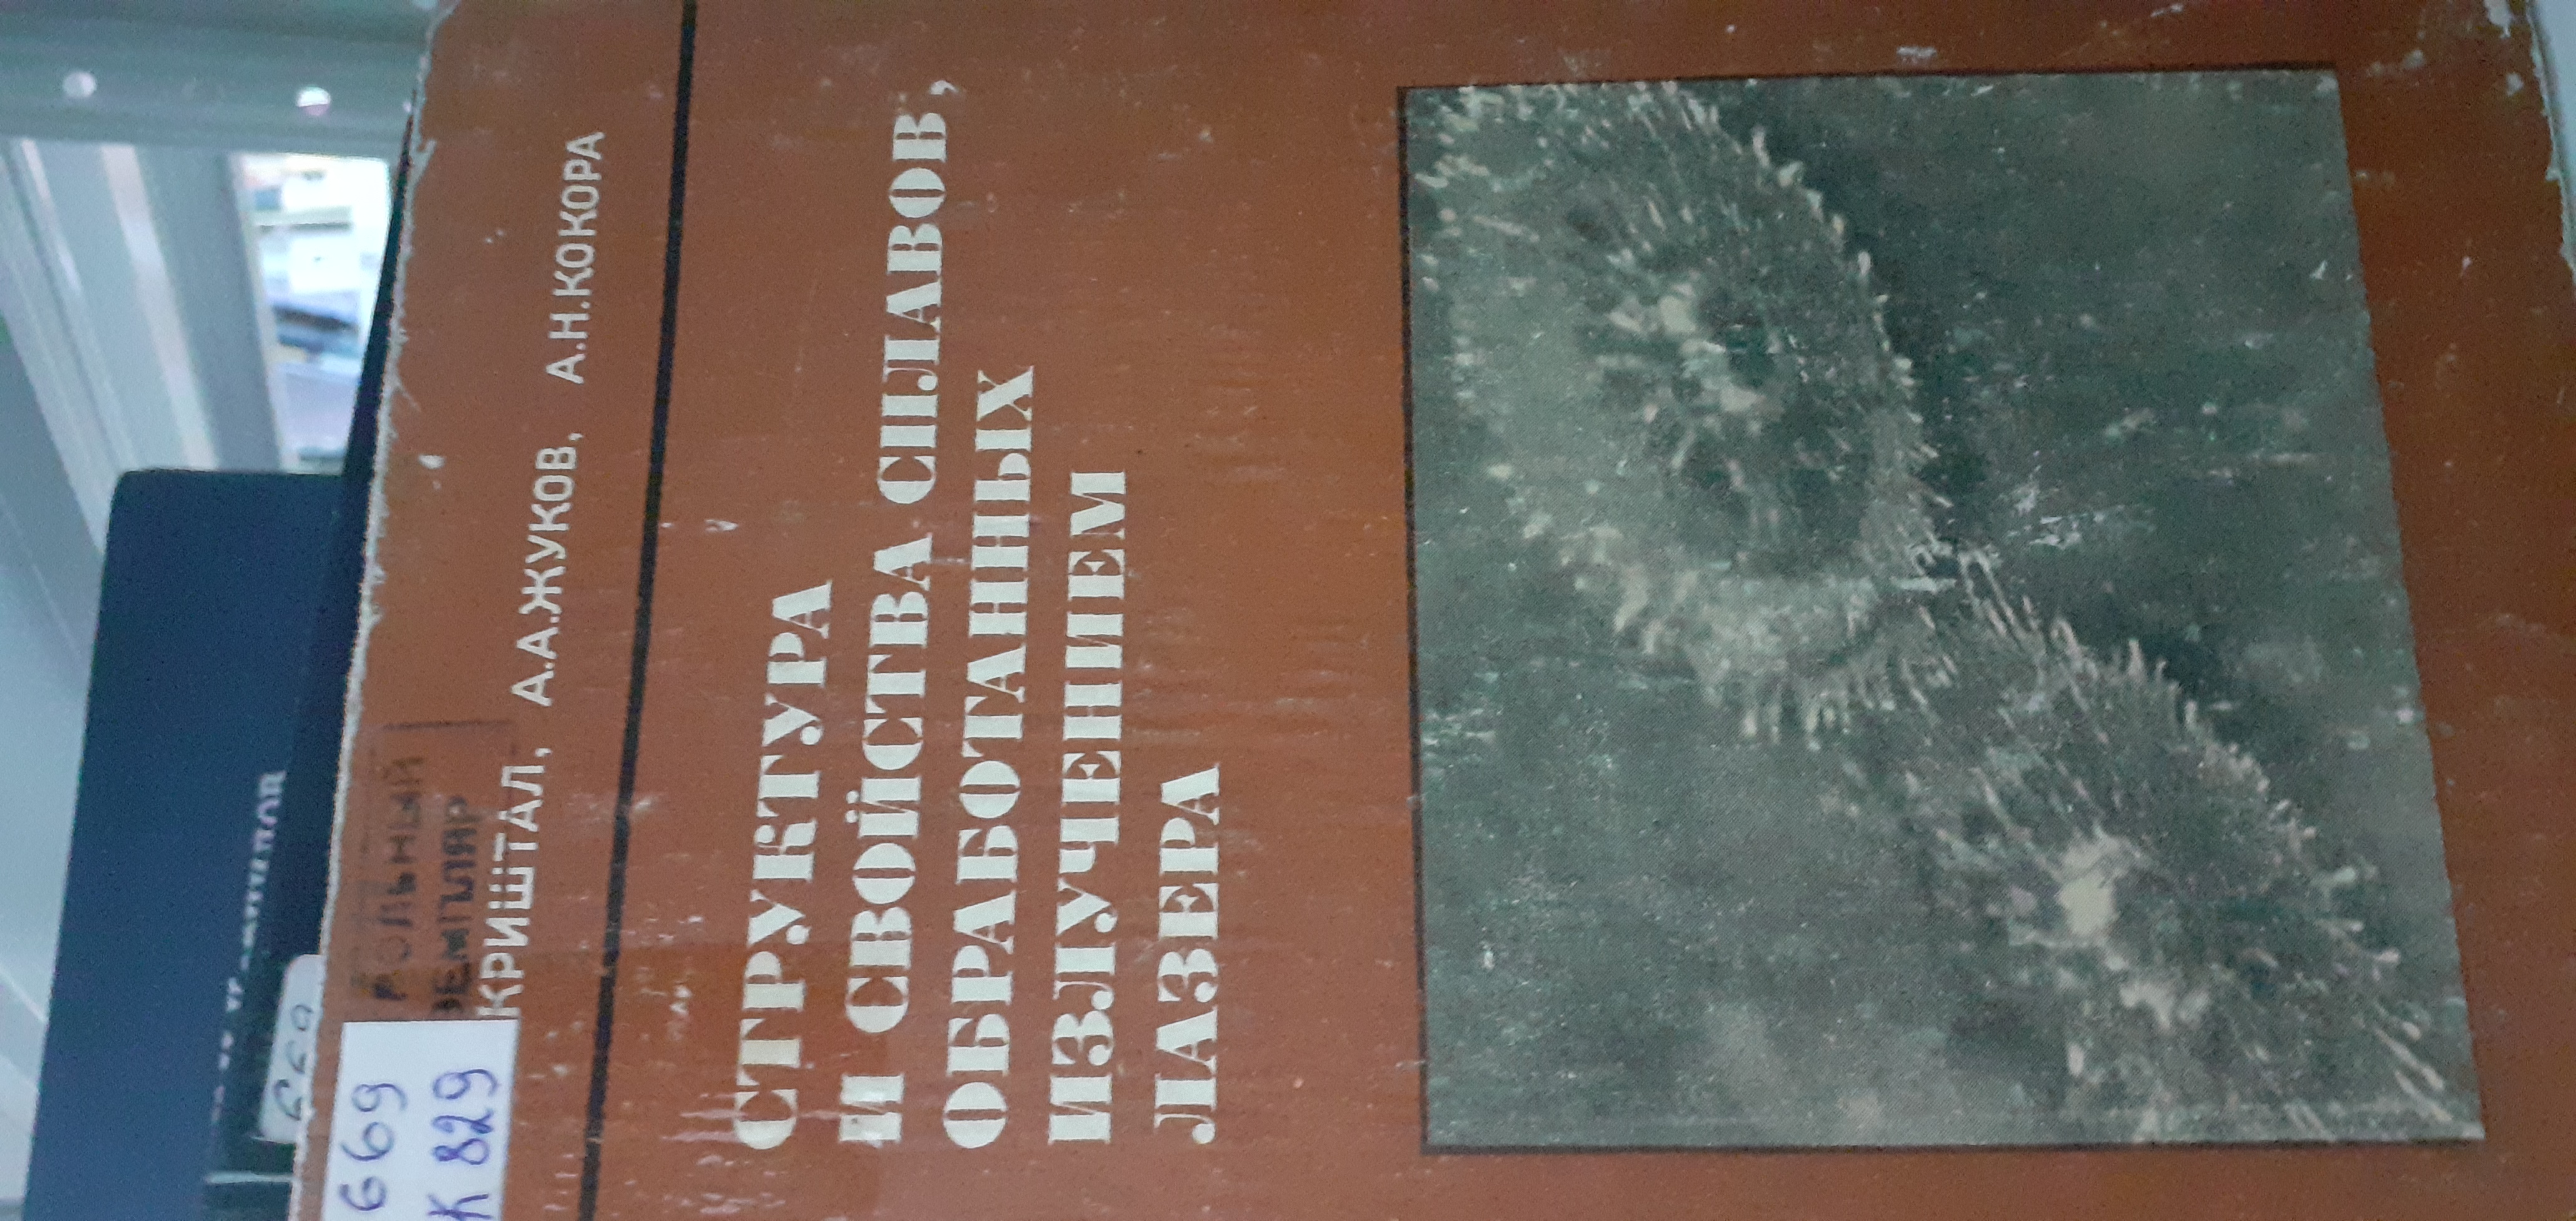 669
К 829
КРИШТАЛ, А.А.ЖУКОВ, А.Н.КОКОРА
СТРУКТУРА
И СВОЙСТВА СПЛАВОВ,
ОБРАБОТАННЫХ
ИЗЛУЧЕНИЕМ
ЛАЗЕРА